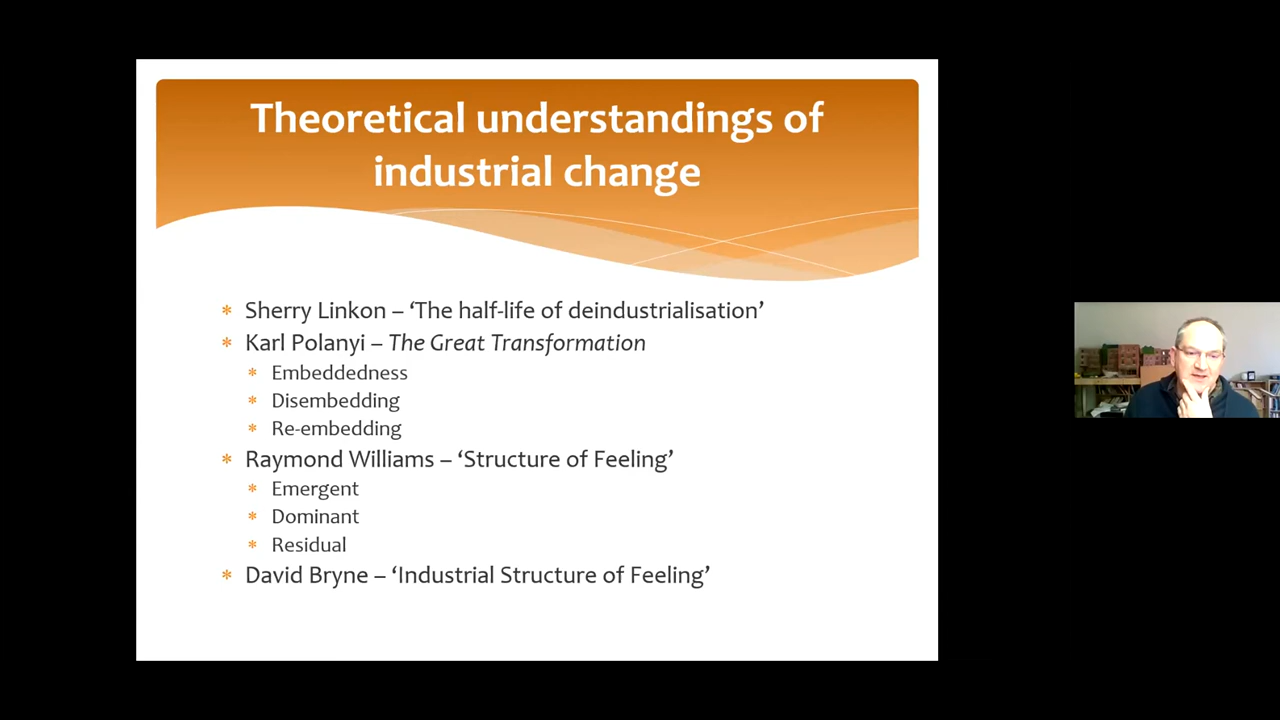 Theoretical understandings of
industrial change
* Sherry Linkon – ‘The half-life of deindustrialisation’
* Karl Polanyi – The Great Transformation
* Embeddedness
* Disembedding
* Re-embedding
* Raymond Williams – ‘Structure of Feeling’
* Emergent
* Dominant
* Residual
* David Bryne – ‘Industrial Structure of Feeling’